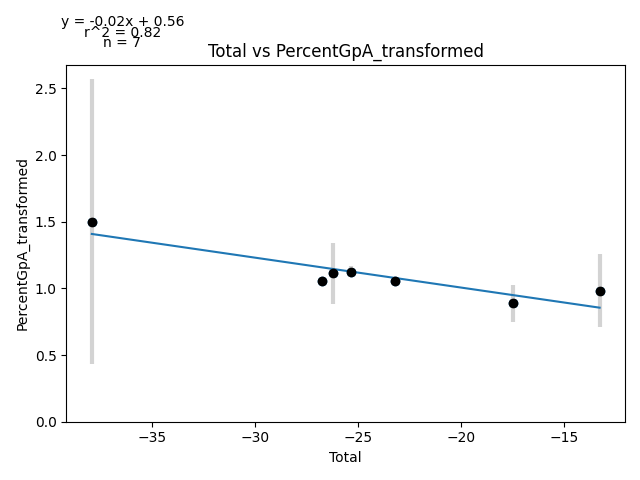 y = -0.02x + 0.56
r^2 = 0.82
n = 7
Total vs PercentGpA_transformed
2.5
2.0
1.5
1.0
0.5
0.0
PercentGpA_transformed
−35
−30
−25
−20
−15
Total